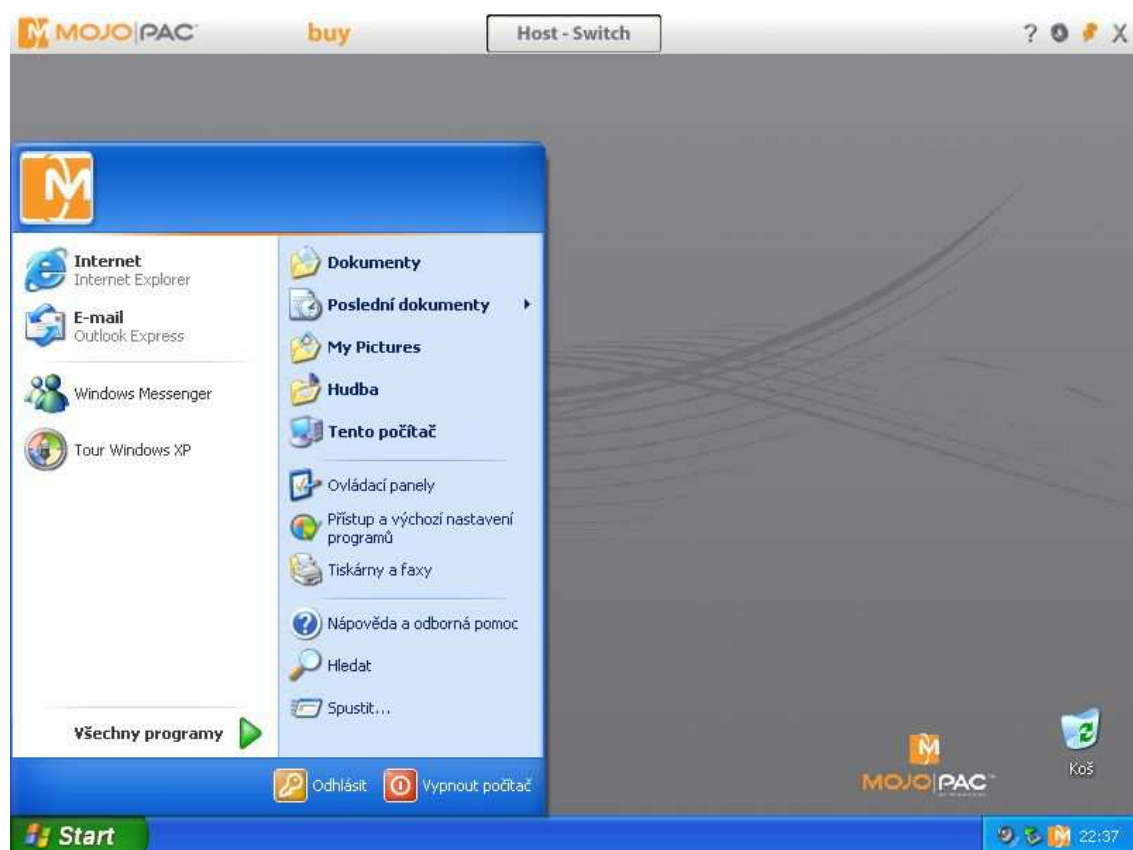 MOJO|PAC
buy
Host - Switch
? X
Internet
Internet Explorer
E-mail
Outlook Express
Windows Messenger
Tour Windows XP
Všechny programy
Dokumenty
Poslední dokumenty
My Pictures
Hudba
Tento počítač
Ovládací panely
Přístup a výchozí nastavení
programů
Tiskárny a faxy
Nápověda a odborná pomoc
Hledat
Spustit...
Odhlásit
Vypnout počítač
MOJO|PAC
Koš
Start
22:37